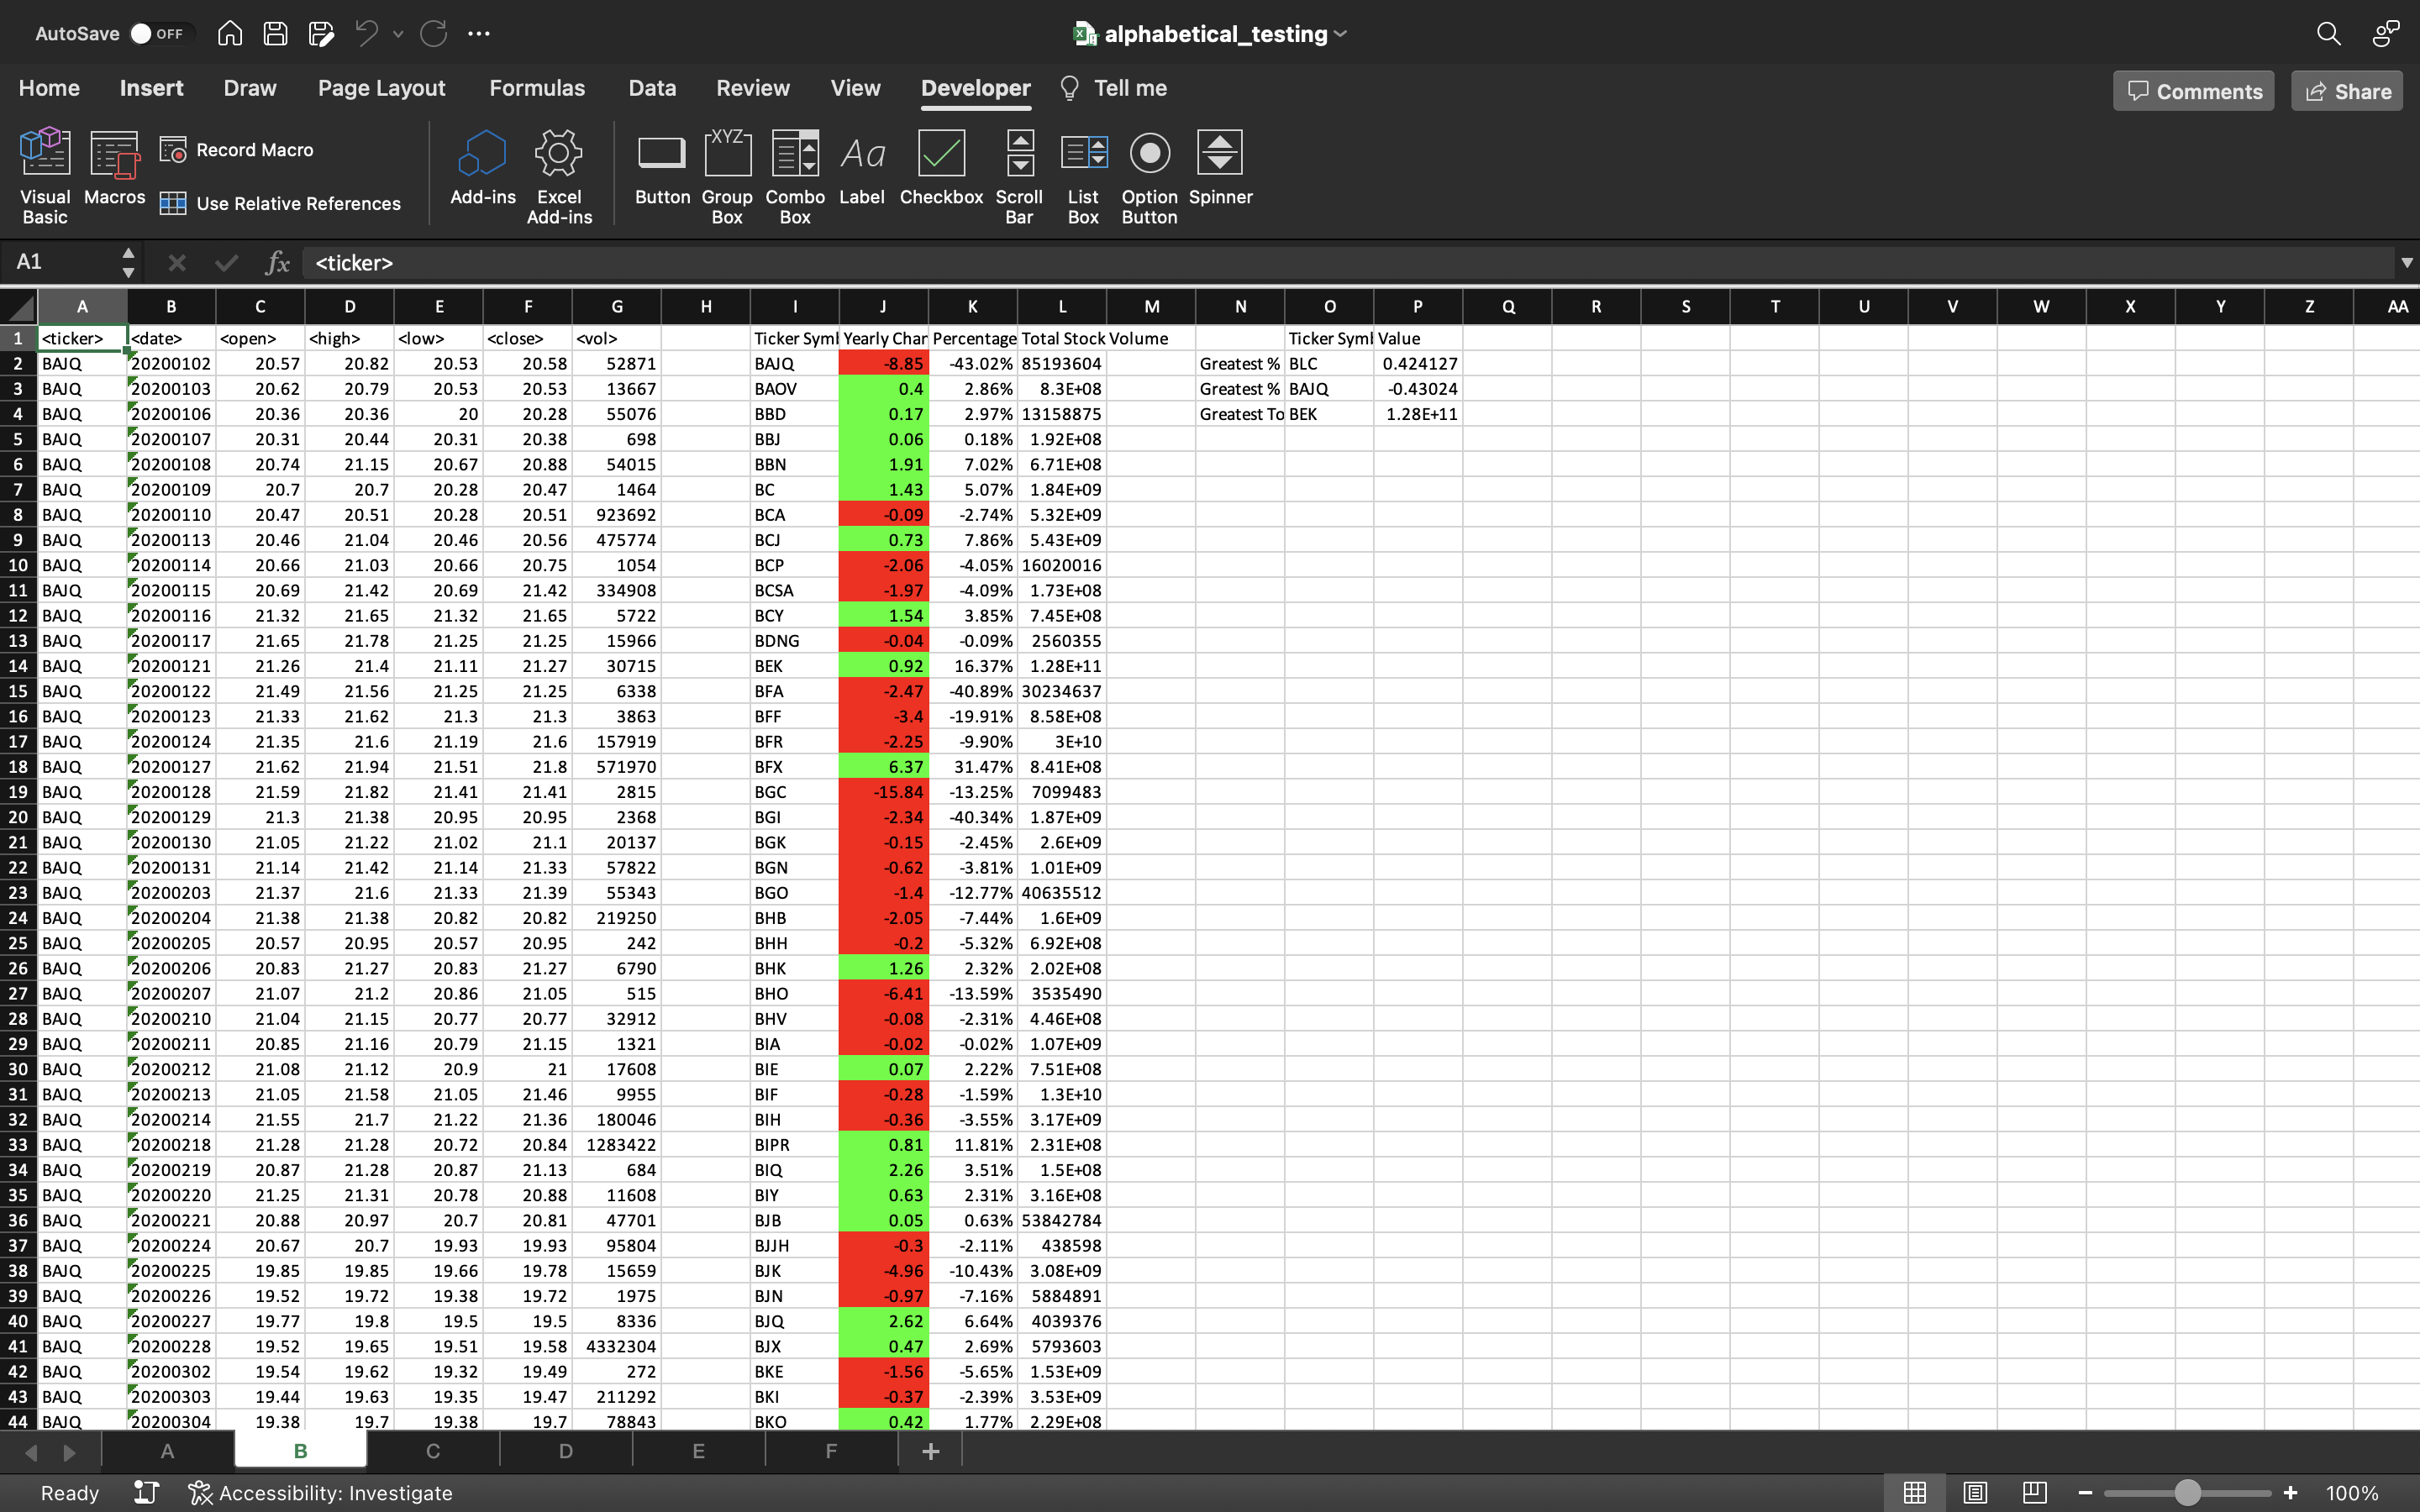 AutoSave OFF alphabetical_testing
Home Insert Draw Page Layout Formulas Data Review View Developer Tell me Comments Share
Visual Basic Macros Record Macro Use Relative References Add-ins Excel Add-ins Button Group Box Combo Box Label Checkbox Scroll Bar List Box Option Button Spinner
XYZ Aa
A1 fx <ticker>
A B C D E F G H I J K L M N O P Q R S T U V W X Y Z AA
1 <ticker> <date> <open> <high> <low> <close> <vol> Ticker Syml Yearly Char Percentage Total Stock Volume Ticker Syml Value
2 BAJQ 20200102 20.57 20.82 20.53 20.58 52871 BAJQ -8.85 -43.02% 85193604 Greatest % BLC 0.424127
3 BAJQ 20200103 20.62 20.79 20.53 20.53 13667 BAOV 0.4 2.86% 8.3E+08 Greatest % BAJQ -0.43024
4 BAJQ 20200106 20.36 20.36 20 20.28 55076 BBD 0.17 2.97% 13158875 Greatest To BEK 1.28E+11
5 BAJQ 20200107 20.31 20.44 20.31 20.38 698 BBJ 0.06 0.18% 1.92E+08
6 BAJQ 20200108 20.74 21.15 20.67 20.88 54015 BBN 1.91 7.02% 6.71E+08
7 BAJQ 20200109 20.7 20.7 20.28 20.47 1464 BC 1.43 5.07% 1.84E+09
8 BAJQ 20200110 20.47 20.51 20.28 20.51 923692 BCA -0.09 -2.74% 5.32E+09
9 BAJQ 20200113 20.46 21.04 20.46 20.56 475774 BCJ 0.73 7.86% 5.43E+09
10 BAJQ 20200114 20.66 21.03 20.66 20.75 1054 BCP -2.06 -4.05% 16020016
11 BAJQ 20200115 20.69 21.42 20.69 21.42 334908 BCSA -1.97 -4.09% 1.73E+08
12 BAJQ 20200116 21.32 21.65 21.32 21.65 5722 BCY 1.54 3.85% 7.45E+08
13 BAJQ 20200117 21.65 21.78 21.25 21.25 15966 BDNG -0.04 -0.09% 2560355
14 BAJQ 20200121 21.26 21.4 21.11 21.27 30715 BEK 0.92 16.37% 1.28E+11
15 BAJQ 20200122 21.49 21.56 21.25 21.25 6338 BFA -2.47 -40.89% 30234637
16 BAJQ 20200123 21.33 21.62 21.3 21.3 3863 BFF -3.4 -19.91% 8.58E+08
17 BAJQ 20200124 21.35 21.6 21.19 21.6 157919 BFR -2.25 -9.90% 3E+10
18 BAJQ 20200127 21.62 21.94 21.51 21.8 571970 BFX 6.37 31.47% 8.41E+08
19 BAJQ 20200128 21.59 21.82 21.41 21.41 2815 BGC -15.84 -13.25% 7099483
20 BAJQ 20200129 21.3 21.38 20.95 20.95 2368 BGI -2.34 -40.34% 1.87E+09
21 BAJQ 20200130 21.05 21.22 21.02 21.1 20137 BGK -0.15 -2.45% 2.6E+09
22 BAJQ 20200131 21.14 21.42 21.14 21.33 57822 BGN -0.62 -3.81% 1.01E+09
23 BAJQ 20200203 21.37 21.6 21.33 21.39 55343 BGO -1.4 -12.77% 40635512
24 BAJQ 20200204 21.38 21.38 20.82 20.82 219250 BHB -2.05 -7.44% 1.6E+09
25 BAJQ 20200205 20.57 20.95 20.57 20.95 242 BHH -0.2 -5.32% 6.92E+08
26 BAJQ 20200206 20.83 21.27 20.83 21.27 6790 BHK 1.26 2.32% 2.02E+08
27 BAJQ 20200207 21.07 21.2 20.86 21.05 515 BHO -6.41 -13.59% 3535490
28 BAJQ 20200210 21.04 21.15 20.77 20.77 32912 BHV -0.08 -2.31% 4.46E+08
29 BAJQ 20200211 20.85 21.16 20.79 21.15 1321 BIA -0.02 -0.02% 1.07E+09
30 BAJQ 20200212 21.08 21.12 20.9 21 17608 BIE 0.07 2.22% 7.51E+08
31 BAJQ 20200213 21.05 21.58 21.05 21.46 9955 BIF -0.28 -1.59% 1.3E+10
32 BAJQ 20200214 21.55 21.7 21.22 21.36 180046 BIH -0.36 -3.55% 3.17E+09
33 BAJQ 20200218 21.28 21.28 20.72 20.84 1283422 BIPR 0.81 11.81% 2.31E+08
34 BAJQ 20200219 20.87 21.28 20.87 21.13 684 BIQ 2.26 3.51% 1.5E+08
35 BAJQ 20200220 21.25 21.31 20.78 20.88 11608 BIY 0.63 2.31% 3.16E+08
36 BAJQ 20200221 20.88 20.97 20.7 20.81 47701 BJB 0.05 0.63% 53842784
37 BAJQ 20200224 20.67 20.7 19.93 19.93 95804 BJJH -0.3 -2.11% 438598
38 BAJQ 20200225 19.85 19.85 19.66 19.78 15659 BJK -4.96 -10.43% 3.08E+09
39 BAJQ 20200226 19.52 19.72 19.38 19.72 1975 BJN -0.97 -7.16% 5884891
40 BAJQ 20200227 19.77 19.8 19.5 19.5 8336 BJQ 2.62 6.64% 4039376
41 BAJQ 20200228 19.52 19.65 19.51 19.58 4332304 BJX 0.47 2.69% 5793603
42 BAJQ 20200302 19.54 19.62 19.32 19.49 272 BKE -1.56 -5.65% 1.53E+09
43 BAJQ 20200303 19.44 19.63 19.35 19.47 211292 BKI -0.37 -2.39% 3.53E+09
44 BAJQ 20200304 19.38 19.7 19.38 19.7 78843 BKO 0.42 1.77% 2.29E+08
A B C D E F +
Ready Accessibility: Investigate 100%